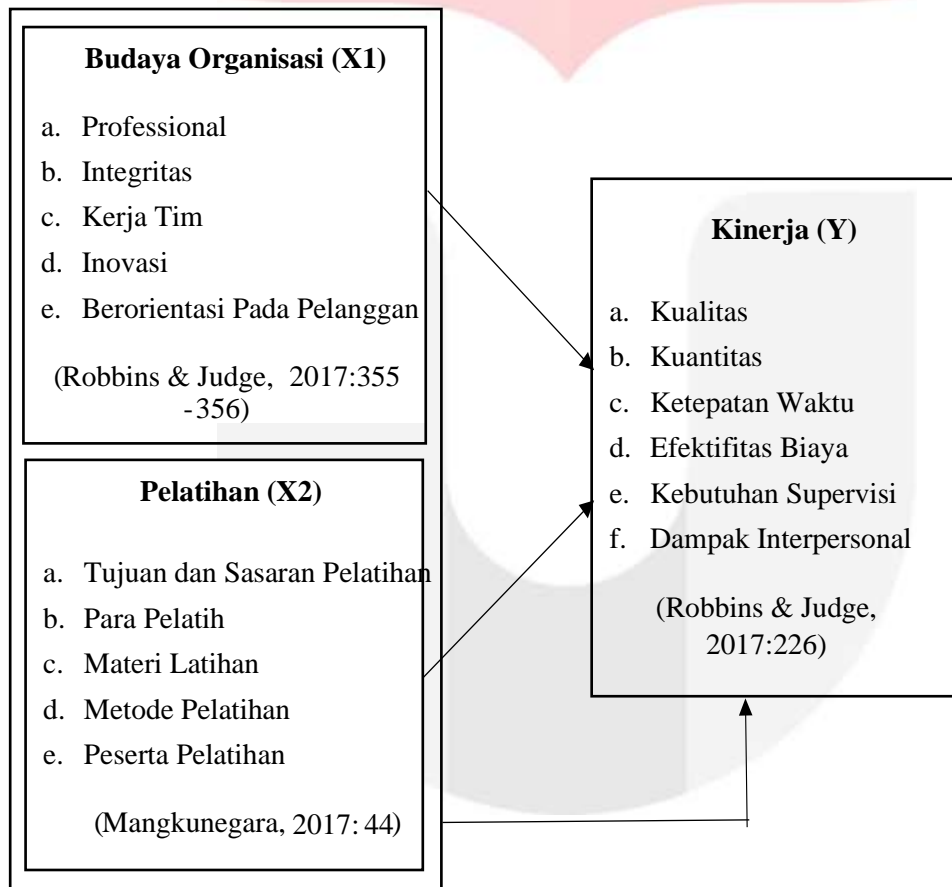 Budaya Organisasi (X1)
a. Professional
b. Integritas
c. Kerja Tim
d. Inovasi
e. Berorientasi Pada Pelanggan
(Robbins & Judge, 2017:355
-356)
Pelatihan (X2)
a. Tujuan dan Sasaran Pelatihan
b. Para Pelatih
c. Materi Latihan
d. Metode Pelatihan
e. Peserta Pelatihan
(Mangkunegara, 2017: 44)
Kinerja (Y)
a. Kualitas
b. Kuantitas
c. Ketepatan Waktu
d. Efektifitas Biaya
e. Kebutuhan Supervisi
f. Dampak Interpersonal
(Robbins & Judge,
2017:226)